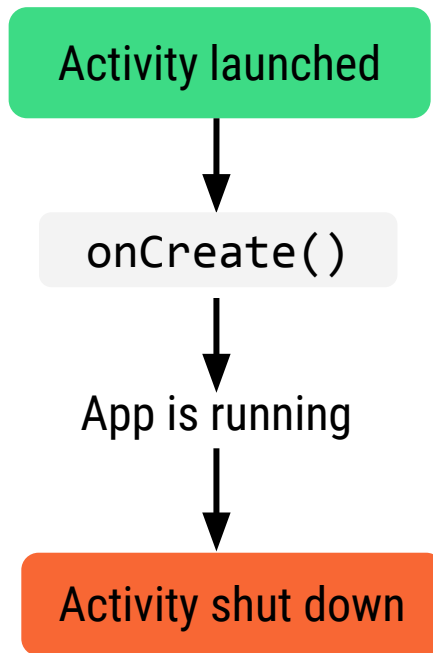 Activity launched
onCreate()
App is running
Activity shut down